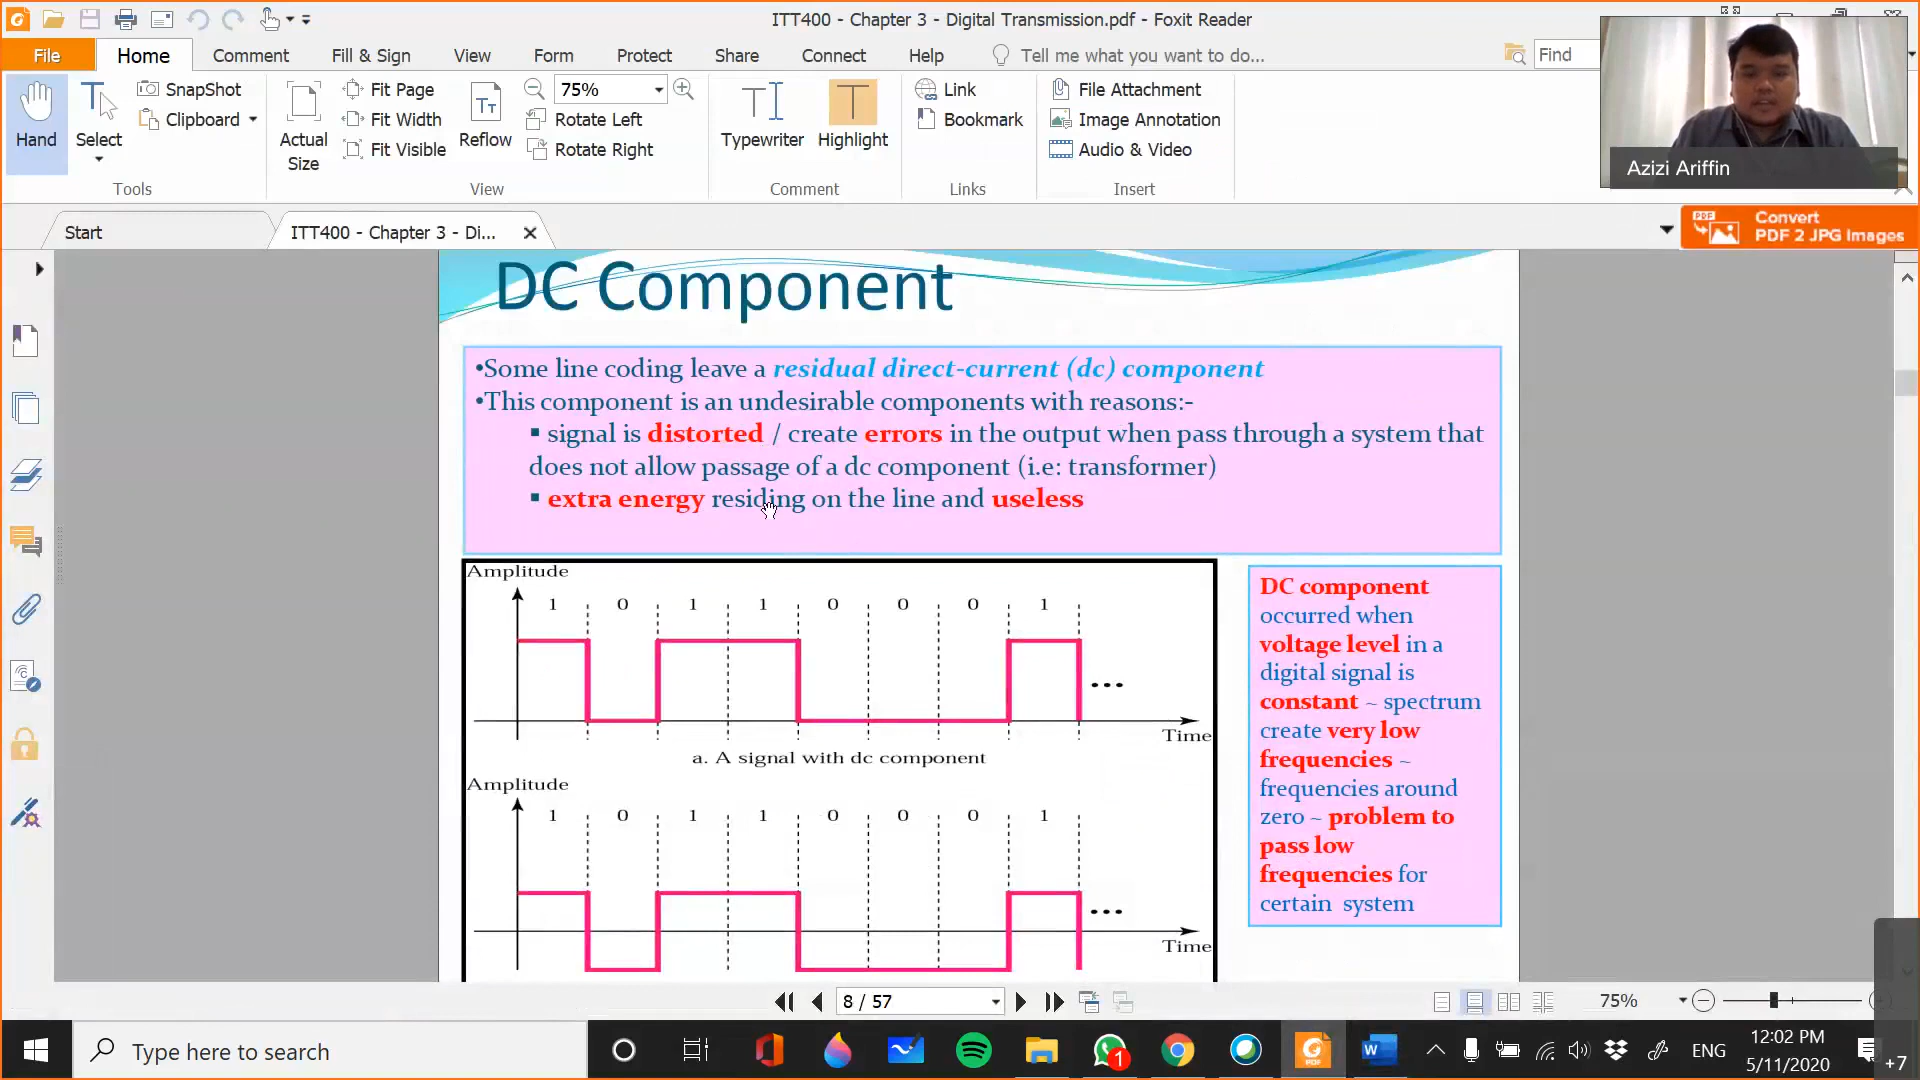 ITT400 - Chapter 3 - Digital Transmission.pdf - Foxit Reader
File Home Comment Fill & Sign View Form Protect Share Connect Help Tell me what you want to do... Find
Hand
Select
SnapShot
Clipboard
Tools
Actual
Size
Fit Page
Fit Width
Fit Visible
Reflow
75%
Rotate Left
Rotate Right
View
Typewriter
Highlight
Comment
Link
Bookmark
Links
File Attachment
Image Annotation
Audio & Video
Insert
Azizi Ariffin
Start
ITT400 - Chapter 3 - Di...
PDF
Convert
PDF 2 JPG Images
DC Component
•Some line coding leave a residual direct-current (dc) component
•This component is an undesirable components with reasons:-
▪ signal is distorted / create errors in the output when pass through a system that
does not allow passage of a dc component (i.e: transformer)
▪ extra energy residing on the line and useless
Amplitude
1 0 1 1 0 0 0 1
...
Time
a. A signal with dc component
Amplitude
1 0 1 1 0 0 0 1
...
Time
DC component
occurred when
voltage level in a
digital signal is
constant ~ spectrum
create very low
frequencies ~
frequencies around
zero ~ problem to
pass low
frequencies for
certain system
8 / 57
75%
Type here to search
1
W
PDF
ENG
12:02 PM
5/11/2020
+7